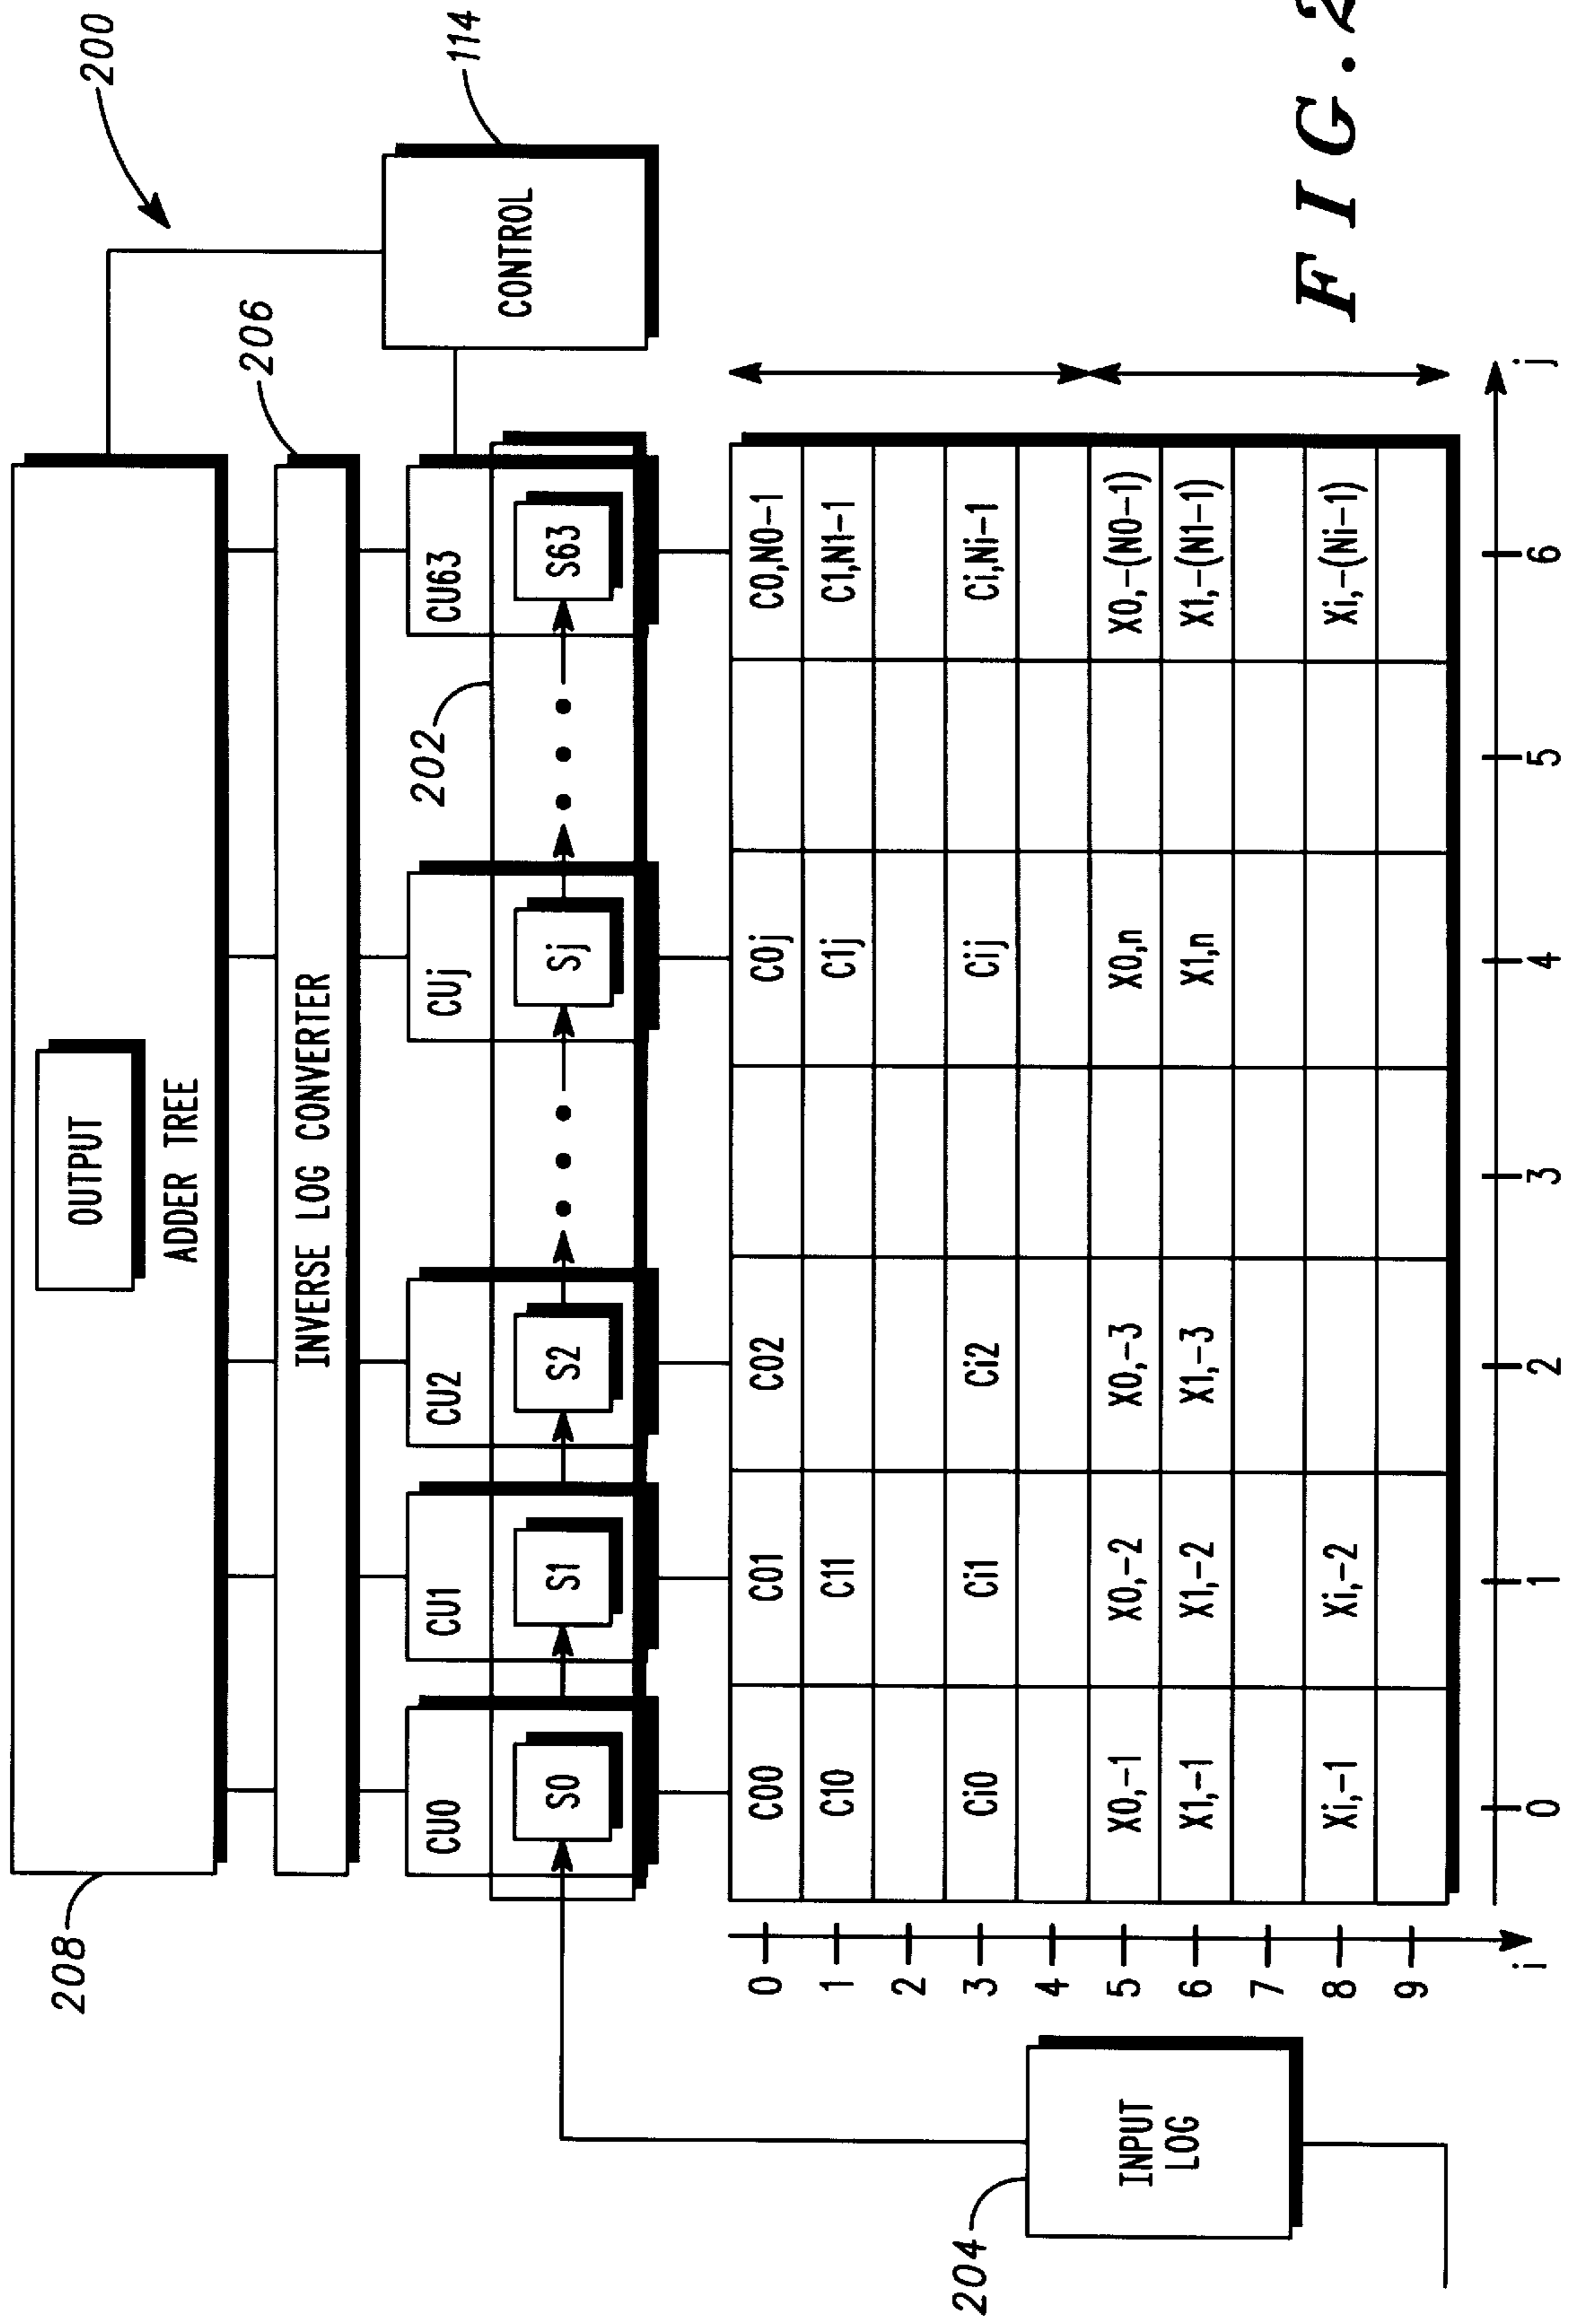 200
208
OUTPUT
ADDER TREE
206
INVERSE LOG CONVERTER
114
CONTROL
202
CU0
CU1
CU2
CUj
CU63
S0
S1
S2
Sj
S63
0 C00 C01 C02 C0j C0,N0-1
1 C10 C11 C1j C1,N1-1
2
3 Ci0 Ci1 Ci2 Cij Ci,Ni-1
4
5 X0,-1 X0,-2 X0,-3 X0,n X0,-(N0-1)
6 X1,-1 X1,-2 X1,-3 X1,n X1,-(N1-1)
7
8 Xi,-1 Xi,-2 Xi,-(Ni-1)
9
i
0 1 2 3 4 5 6 j
204
INPUT
LOG
FIG.2